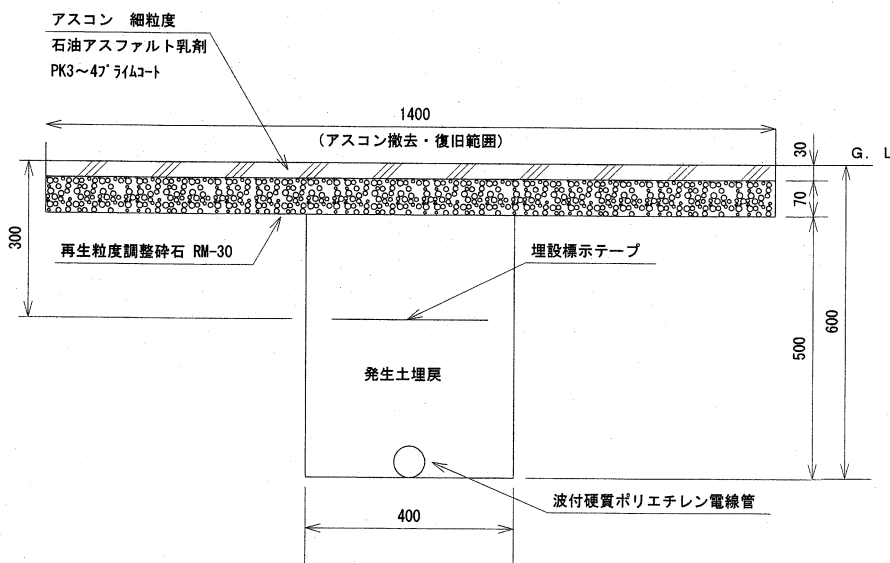 アスコン 細粒度
石油アスファルト乳剤
PK3～4プライムコート
1400
(アスコン撤去・復旧範囲)
30
G. L
70
300
再生粒度調整砕石 RM-30
埋設標示テープ
600
500
発生土埋戻
波付硬質ポリエチレン電線管
400